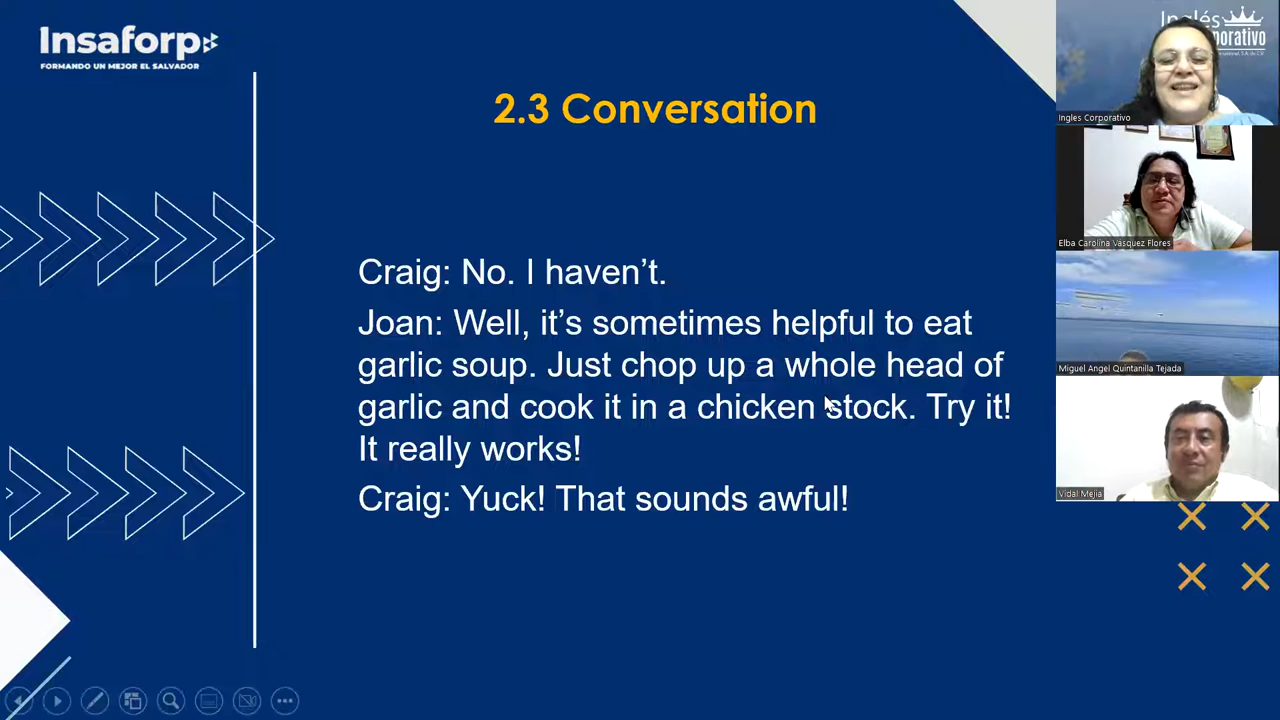 Insaforp
FORMANDO UN MEJOR EL SALVADOR
2.3 Conversation
Craig: No. I haven’t.
Joan: Well, it’s sometimes helpful to eat
garlic soup. Just chop up a whole head of
garlic and cook it in a chicken stock. Try it!
It really works!
Craig: Yuck! That sounds awful!
Inglés
Ingles Corporativo
Elba Carolina Vasquez Flores
Miguel Angel Quintanilla Tejada
Vidal Mejia